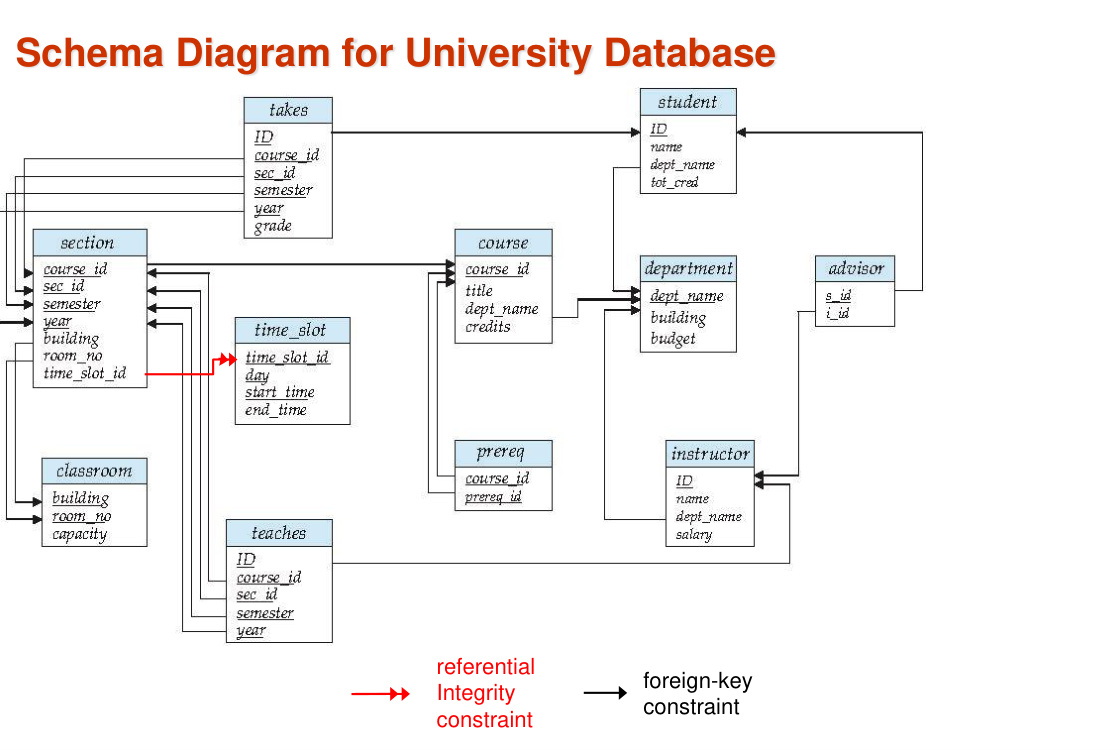 Schema Diagram for University Database
takes
ID
course_id
sec_id
semester
year
grade
student
ID
name
dept_name
tot_cred
section
course_id
sec_id
semester
year
building
room_no
time_slot_id
course
course_id
title
dept_name
credits
department
dept_name
building
budget
advisor
s_id
i_id
time_slot
time_slot_id
day
start_time
end_time
prereq
course_id
prereq_id
instructor
ID
name
dept_name
salary
classroom
building
room_no
capacity
teaches
ID
course_id
sec_id
semester
year
referential
Integrity
constraint
foreign-key
constraint